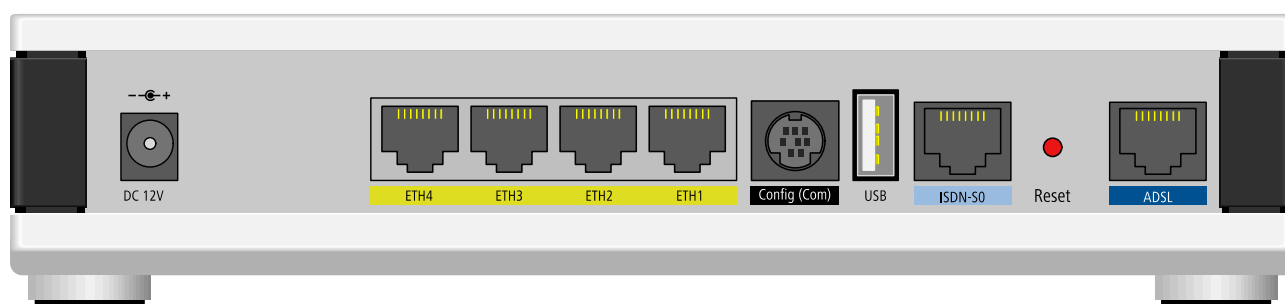 DC 12V
ETH4
ETH3
ETH2
ETH1
Config (Com)
USB
ISDN-S0
Reset
ADSL